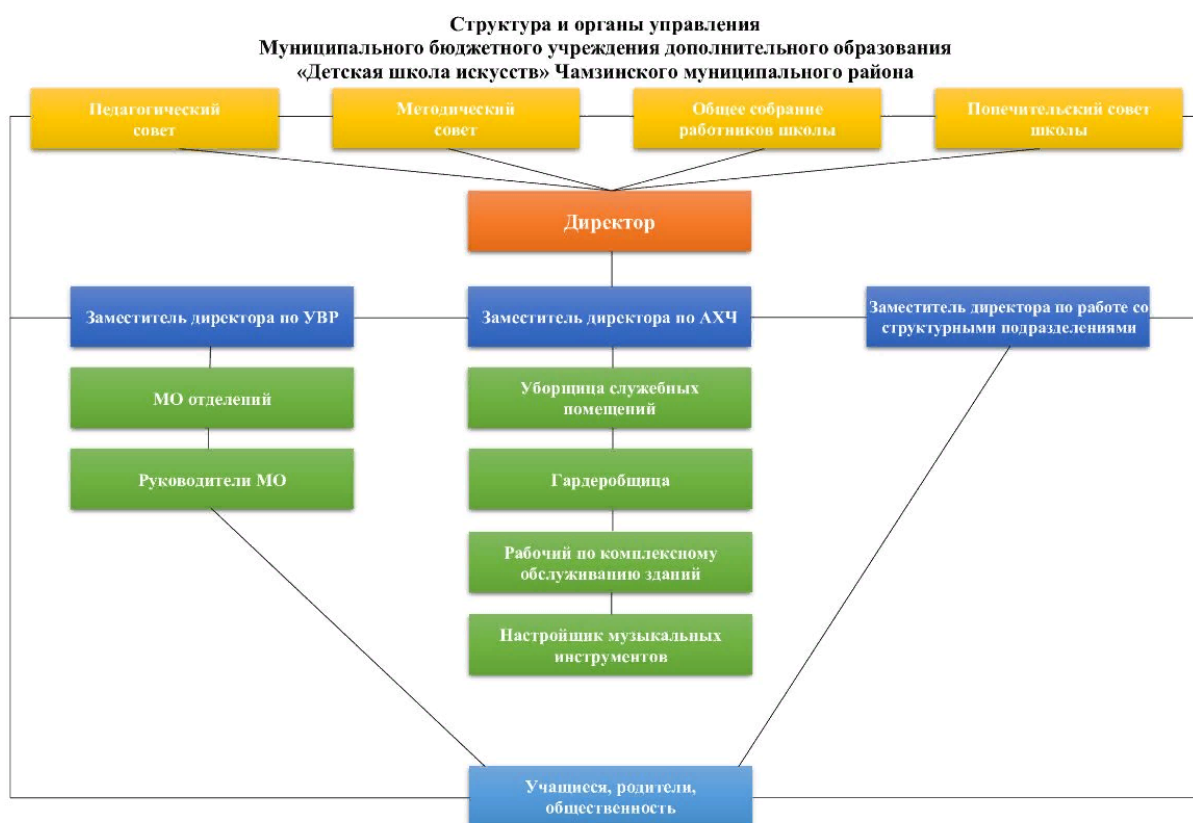 Структура и органы управления
Муниципального бюджетного учреждения дополнительного образования
«Детская школа искусств» Чамзинского муниципального района
Педагогический
совет
Методический
совет
Общее собрание
работников школы
Попечительский совет
школы
Директор
Заместитель директора по УВР
Заместитель директора по АХЧ
Заместитель директора по работе со
структурными подразделениями
МО отделений
Уборщица служебных
помещений
Руководители МО
Гардеробщица
Рабочий по комплексному
обслуживанию зданий
Настройщик музыкальных
инструментов
Учащиеся, родители,
общественность